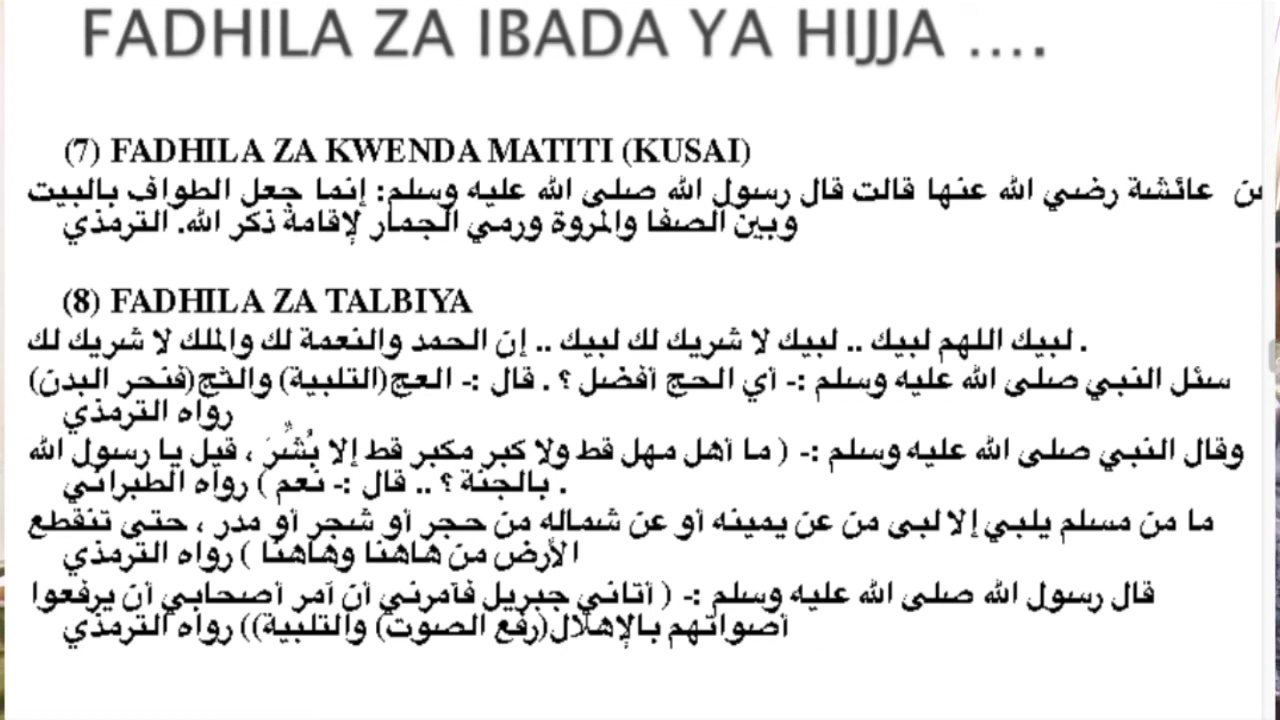 FADHILA ZA IBADA YA HIJJA ....
(7) FADHILA ZA KWENDA MATITI (KUSAI)
عن عائشة رضي الله عنها قالت قال رسول الله صلى الله عليه وسلم: إنما جعل الطواف بالبيت
وبين الصفا والمروة ورمي الجمار لإقامة ذكر الله. الترمذي
(8) FADHILA ZA TALBIYA
لبيك اللهم لبيك .. لبيك لا شريك لك لبيك .. إن الحمد والنعمة لك والملك لا شريك لك .
سئل النبي صلى الله عليه وسلم :- أي الحج أفضل ؟ . قال :- العج(التلبية) والثج(فنحر البدن)
رواه الترمذي
وقال النبي صلى الله عليه وسلم :- ( ما أهل مهل قط ولا كبر مكبر قط إلا بُشِّرَ ، قيل يا رسول الله
بالجنة ؟ .. قال :- نعم ) رواه الطبراني .
ما من مسلم يلبي إلا لبى من عن يمينه أو عن شماله من حجر أو شجر أو مدر ، حتى تنقطع
الأرض من هاهنا وهاهنا ) رواه الترمذي
قال رسول الله صلى الله عليه وسلم :- ( أتاني جبريل فآمرني أن آمر أصحابي أن يرفعوا
أصواتهم بالإهلال(رفع الصوت) والتلبية)) رواه الترمذي